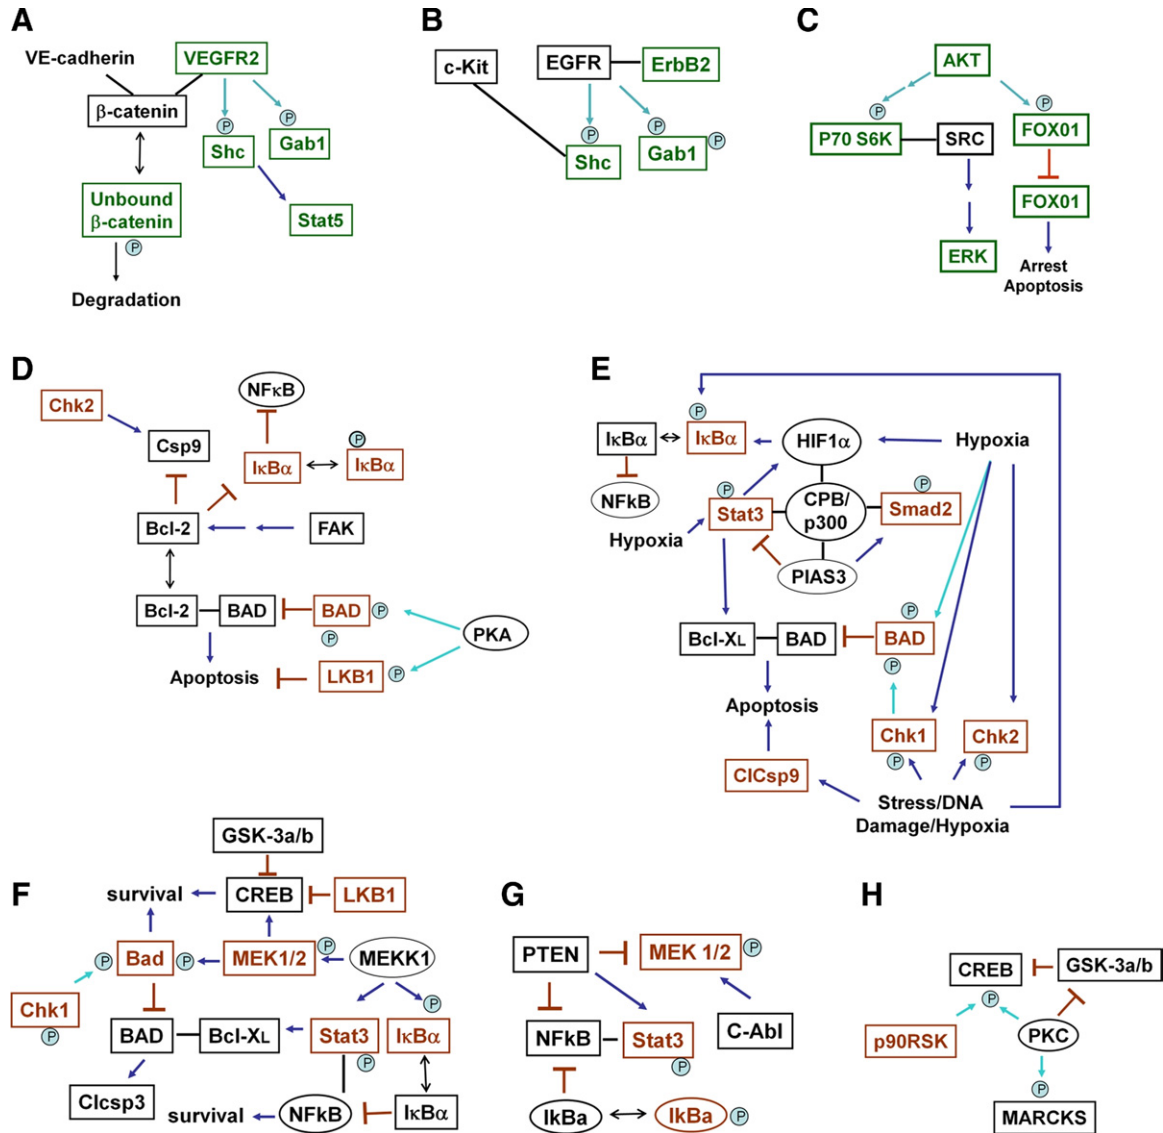 A
VE-cadherin
VEGFR2
β-catenin
P
P
Shc
Gab1
Unbound
β-catenin
Stat5
P
Degradation
B
c-Kit
EGFR
ErbB2
P
P
P
Shc
Gab1
C
AKT
P
P
P70 S6K
SRC
FOX01
FOX01
ERK
Arrest
Apoptosis
D
NFκB
Chk2
Csp9
P
IκBα
IκBα
Bcl-2
FAK
Bcl-2
BAD
BAD
P
P
PKA
Apoptosis
LKB1
P
E
P
IκBα
IκBα
HIF1α
Hypoxia
NFkB
P
Stat3
CPB/
p300
P
Smad2
Hypoxia
PIAS3
P
Bcl-XL
BAD
BAD
P
Apoptosis
Chk1
Chk2
P
P
ClCsp9
Stress/DNA
Damage/Hypoxia
F
GSK-3a/b
survival
CREB
LKB1
P
Bad
P
MEK1/2
P
MEKK1
Chk1
P
P
BAD
Bcl-XL
Stat3
IκBα
P
Clcsp3
survival
NFkB
IκBα
G
PTEN
MEK 1/2
P
NFkB
Stat3
P
C-Abl
IkBa
IkBa
P
H
CREB
GSK-3a/b
P
p90RSK
PKC
P
MARCKS